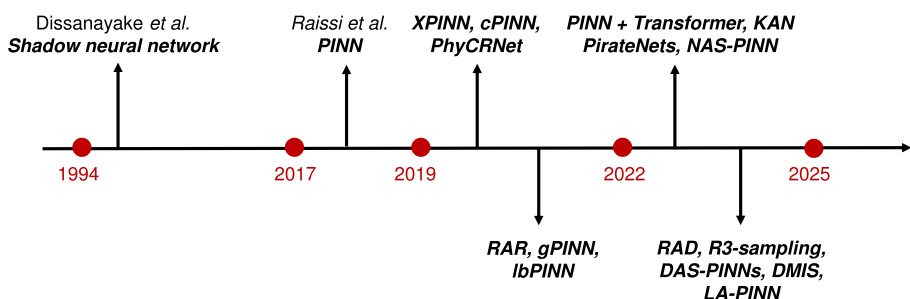 Dissanayake et al.
Shadow neural network
Raissi et al.
PINN
XPINN, cPINN,
PhyCRNet
PINN + Transformer, KAN
PirateNets, NAS-PINN
1994
2017
2019
2022
2025
RAR, gPINN,
lbPINN
RAD, R3-sampling,
DAS-PINNs, DMIS,
LA-PINN